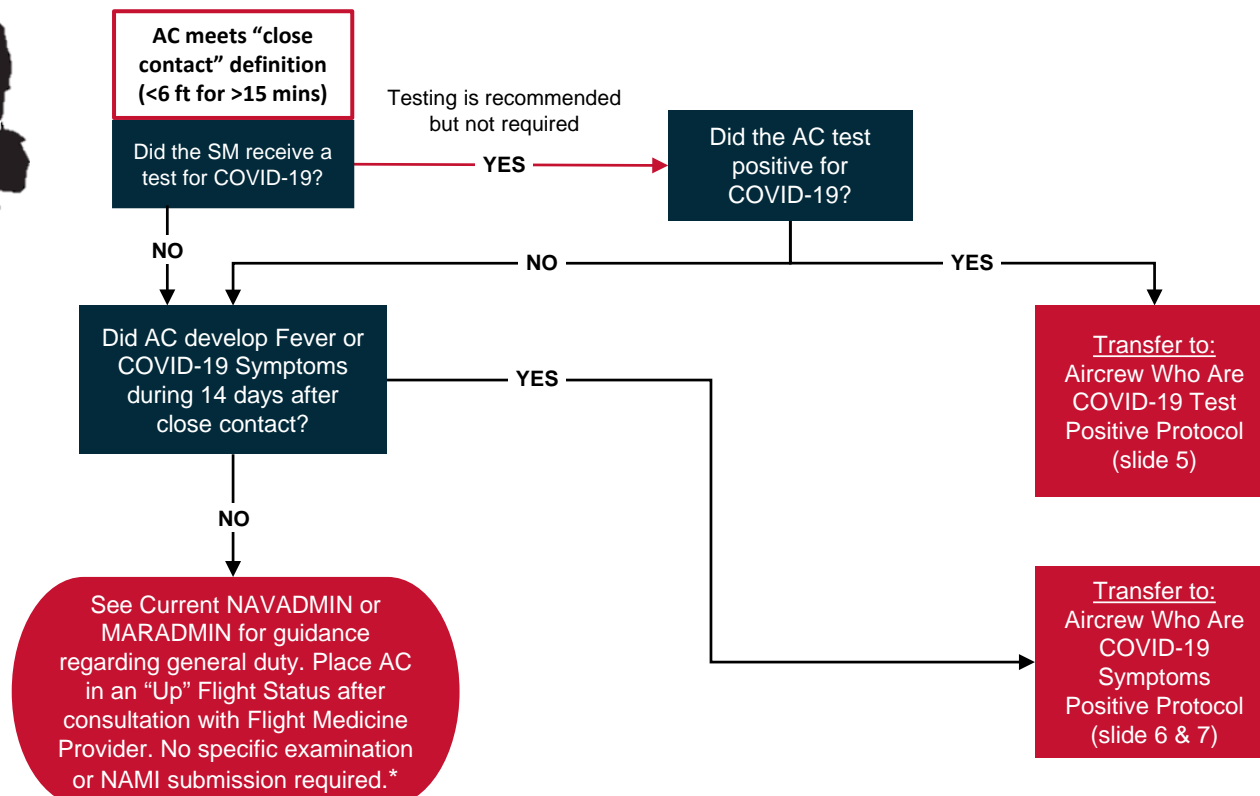 AC meets “close
contact” definition
(<6 ft for >15 mins)
Did the SM receive a
test for COVID-19?
Testing is recommended
but not required
YES
Did the AC test
positive for
COVID-19?
NO
NO
YES
Did AC develop Fever or
COVID-19 Symptoms
during 14 days after
close contact?
YES
Transfer to:
Aircrew Who Are
COVID-19 Test
Positive Protocol
(slide 5)
NO
See Current NAVADMIN or
MARADMIN for guidance
regarding general duty. Place AC
in an “Up” Flight Status after
consultation with Flight Medicine
Provider. No specific examination
or NAMI submission required.*
Transfer to:
Aircrew Who Are
COVID-19
Symptoms
Positive Protocol
(slide 6 & 7)